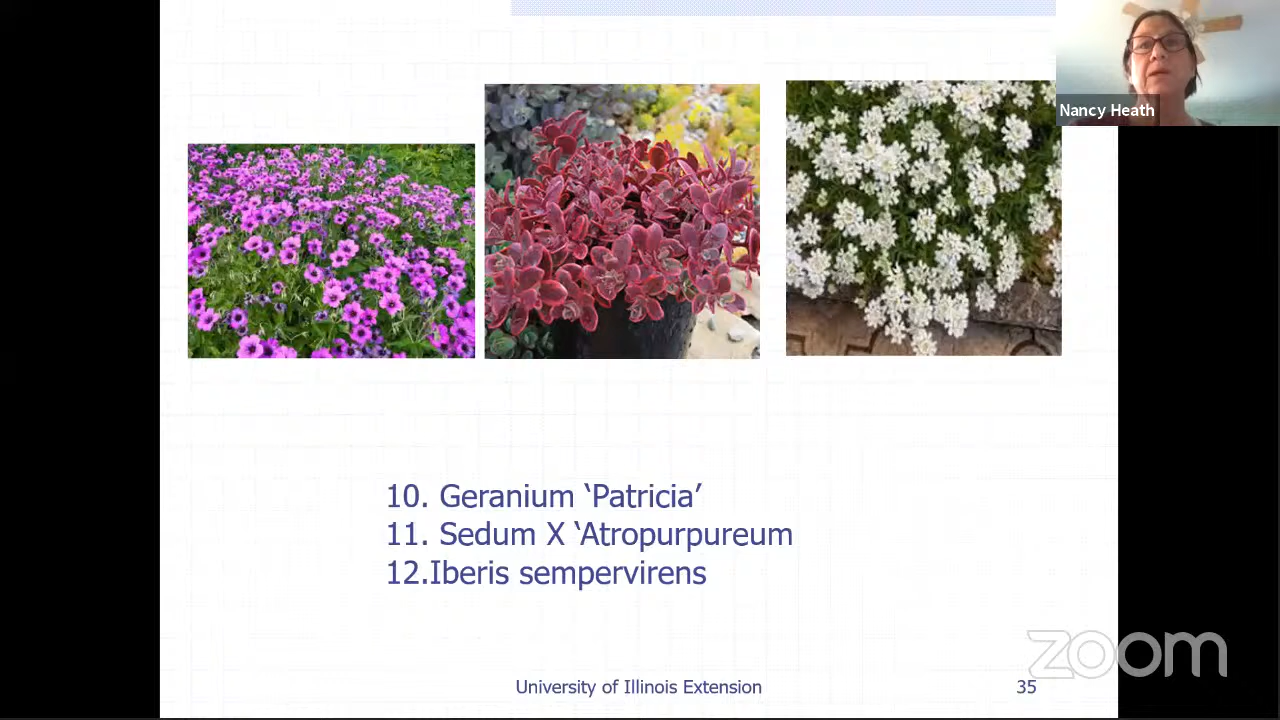 Nancy Heath
10. Geranium ‘Patricia’
11. Sedum X ‘Atropurpureum
12.Iberis sempervirens
University of Illinois Extension
35
zoom